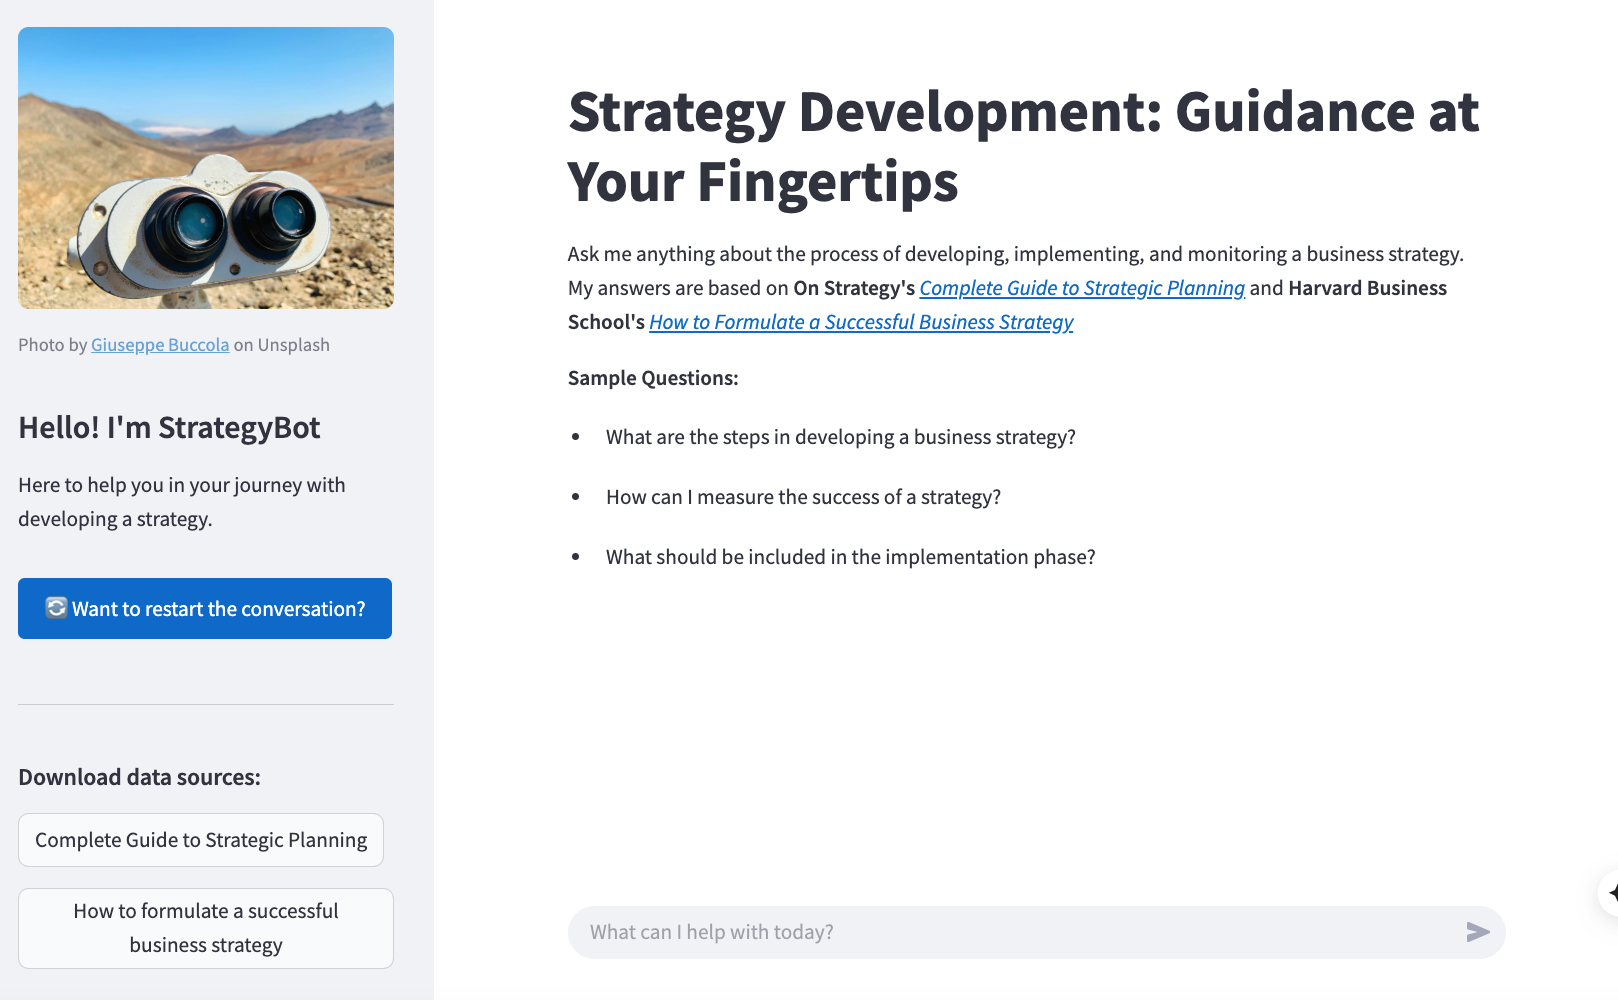 Photo by Giuseppe Buccola on Unsplash
Hello! I'm StrategyBot
Here to help you in your journey with
developing a strategy.
🔄 Want to restart the conversation?
Download data sources:
Complete Guide to Strategic Planning
How to formulate a successful
business strategy
Strategy Development: Guidance at
Your Fingertips
Ask me anything about the process of developing, implementing, and monitoring a business strategy.
My answers are based on On Strategy's Complete Guide to Strategic Planning and Harvard Business
School's How to Formulate a Successful Business Strategy
Sample Questions:
• What are the steps in developing a business strategy?
• How can I measure the success of a strategy?
• What should be included in the implementation phase?
What can I help with today?